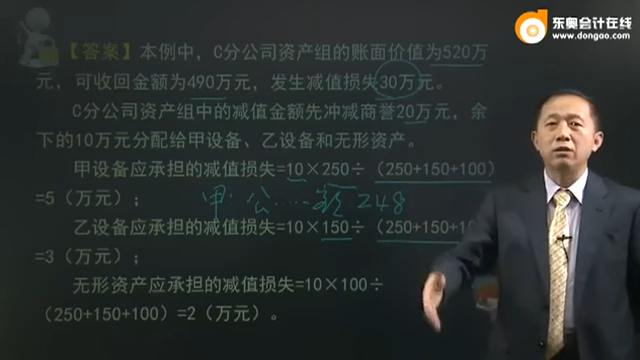 东奥会计在线
www.dongao.com
【答案】本例中，C分公司资产组的账面价值为520万
元，可收回金额为490万元，发生减值损失30万元。
C分公司资产组中的减值金额先冲减商誉20万元，余
下的10万元分配给甲设备、乙设备和无形资产。
甲设备应承担的减值损失=10×250÷（250+150+100）
=5（万元）；
甲：公……额248
乙设备应承担的减值损失=10×150÷（250+150+10
=3（万元）；
无形资产应承担的减值损失=10×100÷
（250+150+100）=2（万元）。